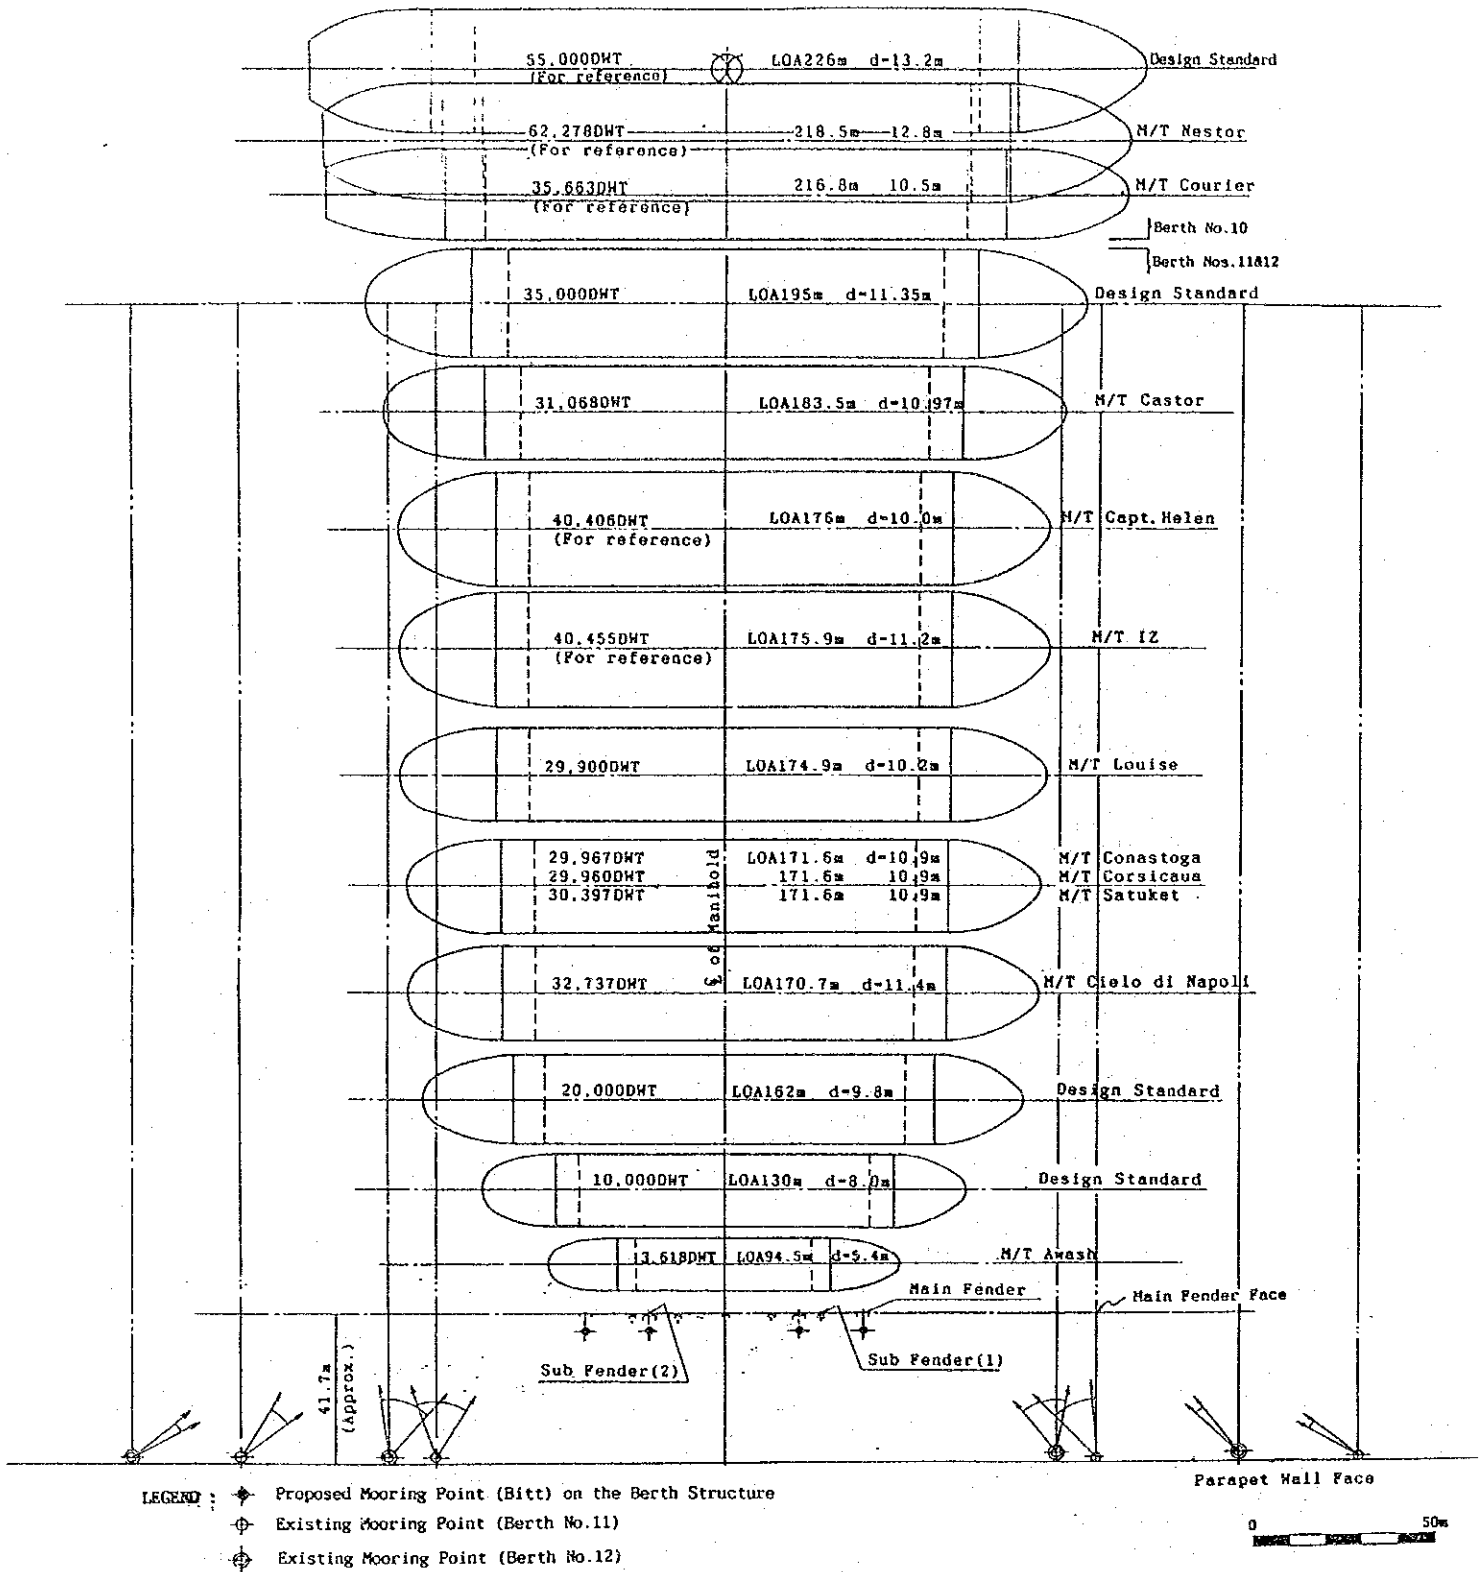 55.000DWT LOA226m d-13.2m Design Standard
(For reference)
62,278DWT 218.5m 12.8m M/T Nestor
(For reference)
35.663DWT 216.8m 10.5m M/T Courier
(For reference)
Berth No.10
Berth Nos.11&12
35,000DWT LOA195m d-11.35m Design Standard
31,068DWT LOA183.5m d-10.97m M/T Castor
40,406DWT LOA176m d-10.0m M/T Capt.Helen
(For reference)
40.455DWT LOA175.9m d-11.2m M/T IZ
(For reference)
29,900DWT LOA174.9m d-10.2m M/T Louise
29,967DWT LOA171.6m d-10.9m M/T Conastoga
29,960DWT 171.6m 10.9m M/T Corsicaua
30,397DWT 171.6m 10.9m M/T Satuket
℄ of Manihold
32,737DWT LOA170.7m d-11.4m M/T Cielo di Napoli
20,000DWT LOA162m d-9.8m Design Standard
10,000DWT LOA130m d-8.0m Design Standard
3,618DWT LOA94.5m d-5.4m M/T Awash
Main Fender
Main Fender Face
Sub Fender(2)
Sub Fender(1)
41.7m
(Approx.)
Parapet Wall Face
LEGEND :
Proposed Mooring Point (Bitt) on the Berth Structure
Existing Mooring Point (Berth No.11)
Existing Mooring Point (Berth No.12)
0 50m